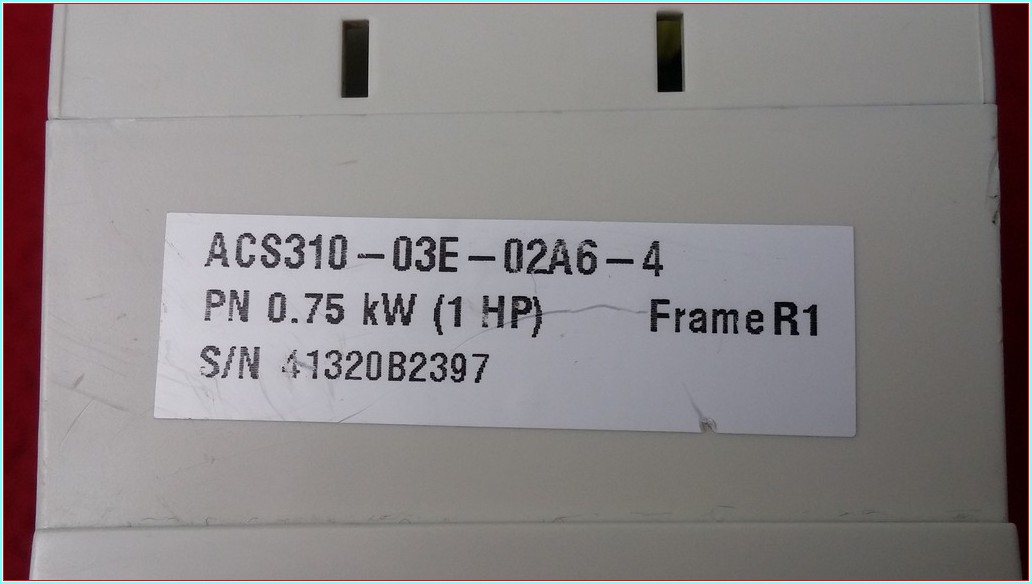 ACS310-03E-02A6-4
PN 0.75 kW (1 HP) Frame R1
S/N 41320B2397